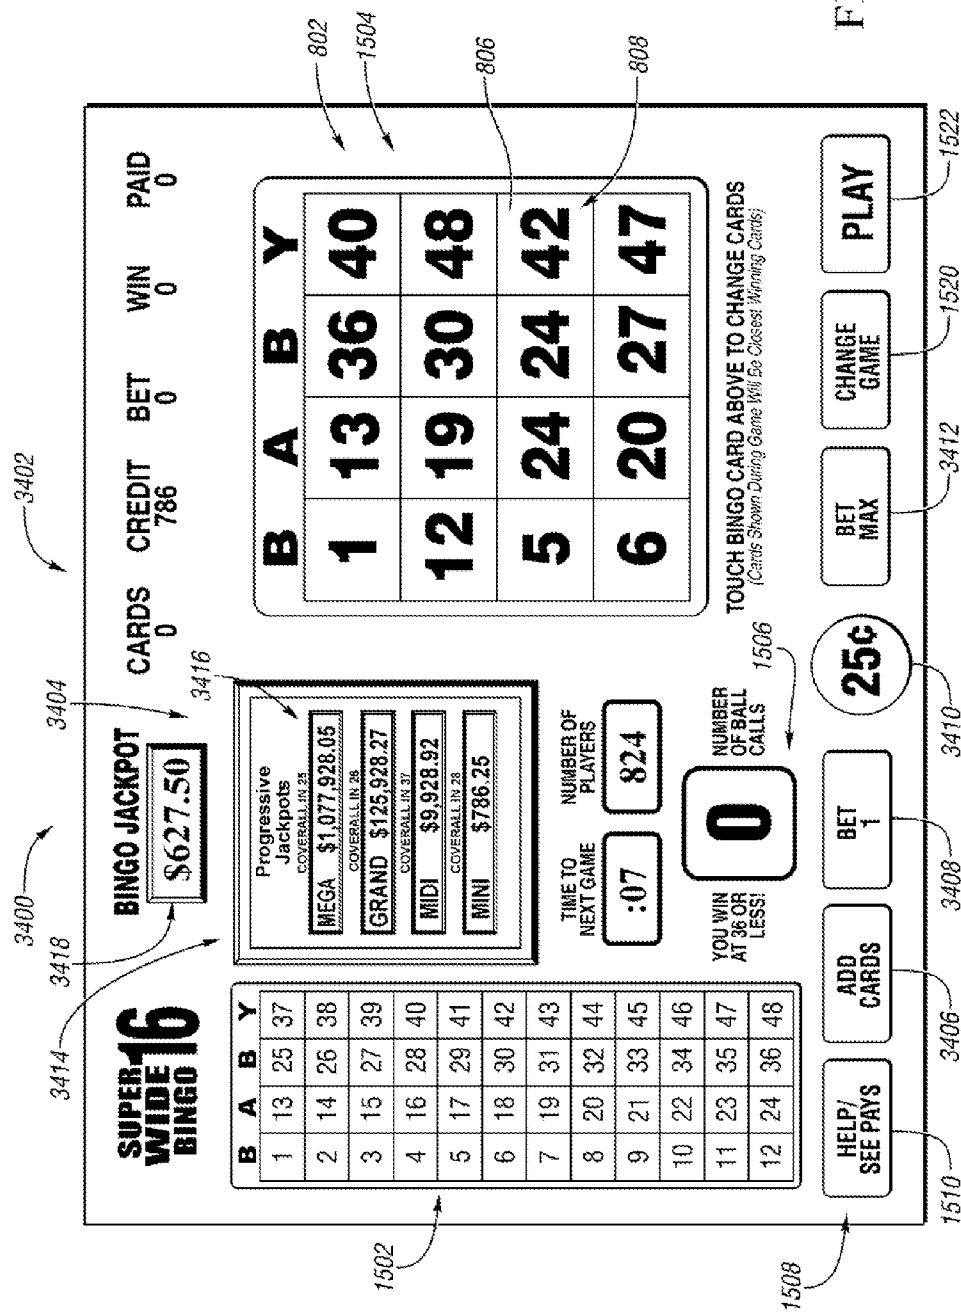 3400
3402
3404
3418
3414
SUPER
WIDE 16
BINGO
BINGO JACKPOT
$627.50
CARDS CREDIT BET WIN PAID
0 786 0 0 0
3416
Progressive
Jackpots
COVERALL IN 25
MEGA $1,077,928.05
COVERALL IN 26
GRAND $125,928.27
COVERALL IN 37
MIDI $9,928.92
COVERALL IN 28
MINI $786.25
TIME TO
NEXT GAME
:07
NUMBER OF
PLAYERS
824
YOU WIN
AT 36 OR
LESS!
0
NUMBER
OF BALL
CALLS
1506
B A B Y
1 13 25 37
2 14 26 38
3 15 27 39
4 16 28 40
5 17 29 41
6 18 30 42
7 19 31 43
8 20 32 44
9 21 33 45
10 22 34 46
11 23 35 47
12 24 36 48
1502
B A B Y
1 13 36 40
12 19 30 48
5 24 24 42
6 20 27 47
802
1504
806
808
TOUCH BINGO CARD ABOVE TO CHANGE CARDS
(Cards Shown During Game Will Be Closest Winning Cards)
HELP/
SEE PAYS
ADD
CARDS
BET
1
25¢
BET
MAX
CHANGE
GAME
PLAY
1508
1510
3406
3408
3410
3412
1520
1522